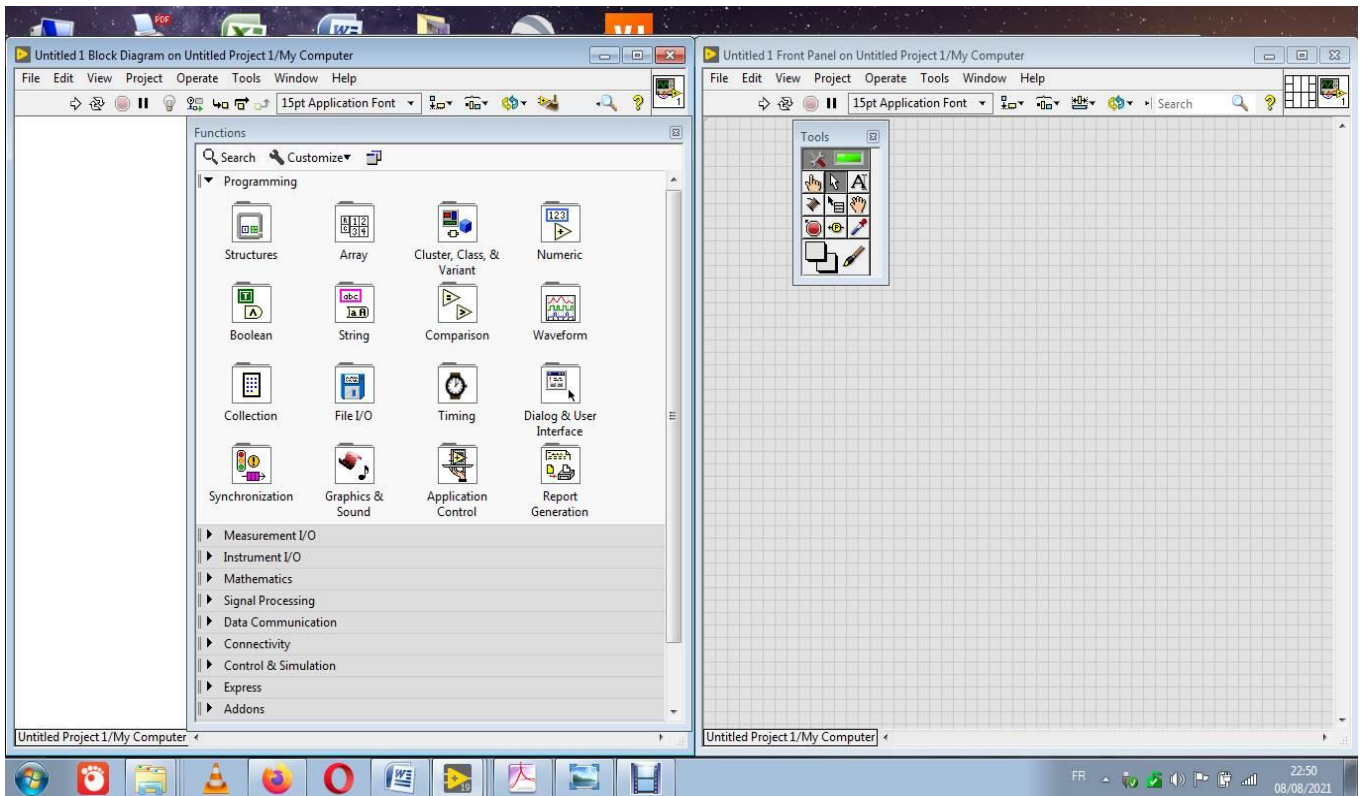 PDF
Untitled 1 Block Diagram on Untitled Project 1/My Computer
File Edit View Project Operate Tools Window Help
15pt Application Font
1
Functions
Search Customize
Programming
Structures
Array
Cluster, Class, &
Variant
Numeric
Boolean
String
Comparison
Waveform
Collection
File I/O
Timing
Dialog & User
Interface
Synchronization
Graphics &
Sound
Application
Control
Report
Generation
Measurement I/O
Instrument I/O
Mathematics
Signal Processing
Data Communication
Connectivity
Control & Simulation
Express
Addons
Untitled Project 1/My Computer
Untitled 1 Front Panel on Untitled Project 1/My Computer
File Edit View Project Operate Tools Window Help
15pt Application Font
Search
1
Tools
Untitled Project 1/My Computer
19
FR
22:50
08/08/2021